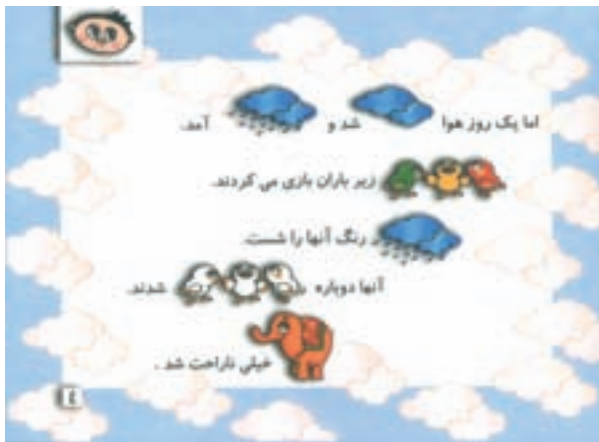 اما یک روز هوا شد و آمد.
زیر باران بازی می کردند.
رنگ آنها را شست.
آنها دوباره شدند.
خیلی ناراحت شد .
٤